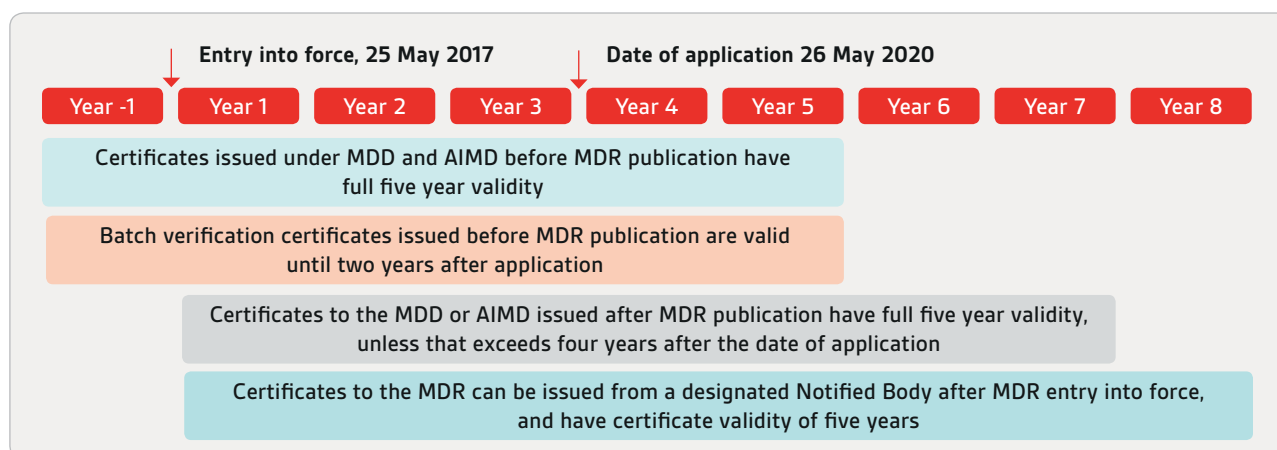 Entry into force, 25 May 2017
Date of application 26 May 2020
Year -1
Year 1
Year 2
Year 3
Year 4
Year 5
Year 6
Year 7
Year 8
Certificates issued under MDD and AIMD before MDR publication have
full five year validity
Batch verification certificates issued before MDR publication are valid
until two years after application
Certificates to the MDD or AIMD issued after MDR publication have full five year validity,
unless that exceeds four years after the date of application
Certificates to the MDR can be issued from a designated Notified Body after MDR entry into force,
and have certificate validity of five years